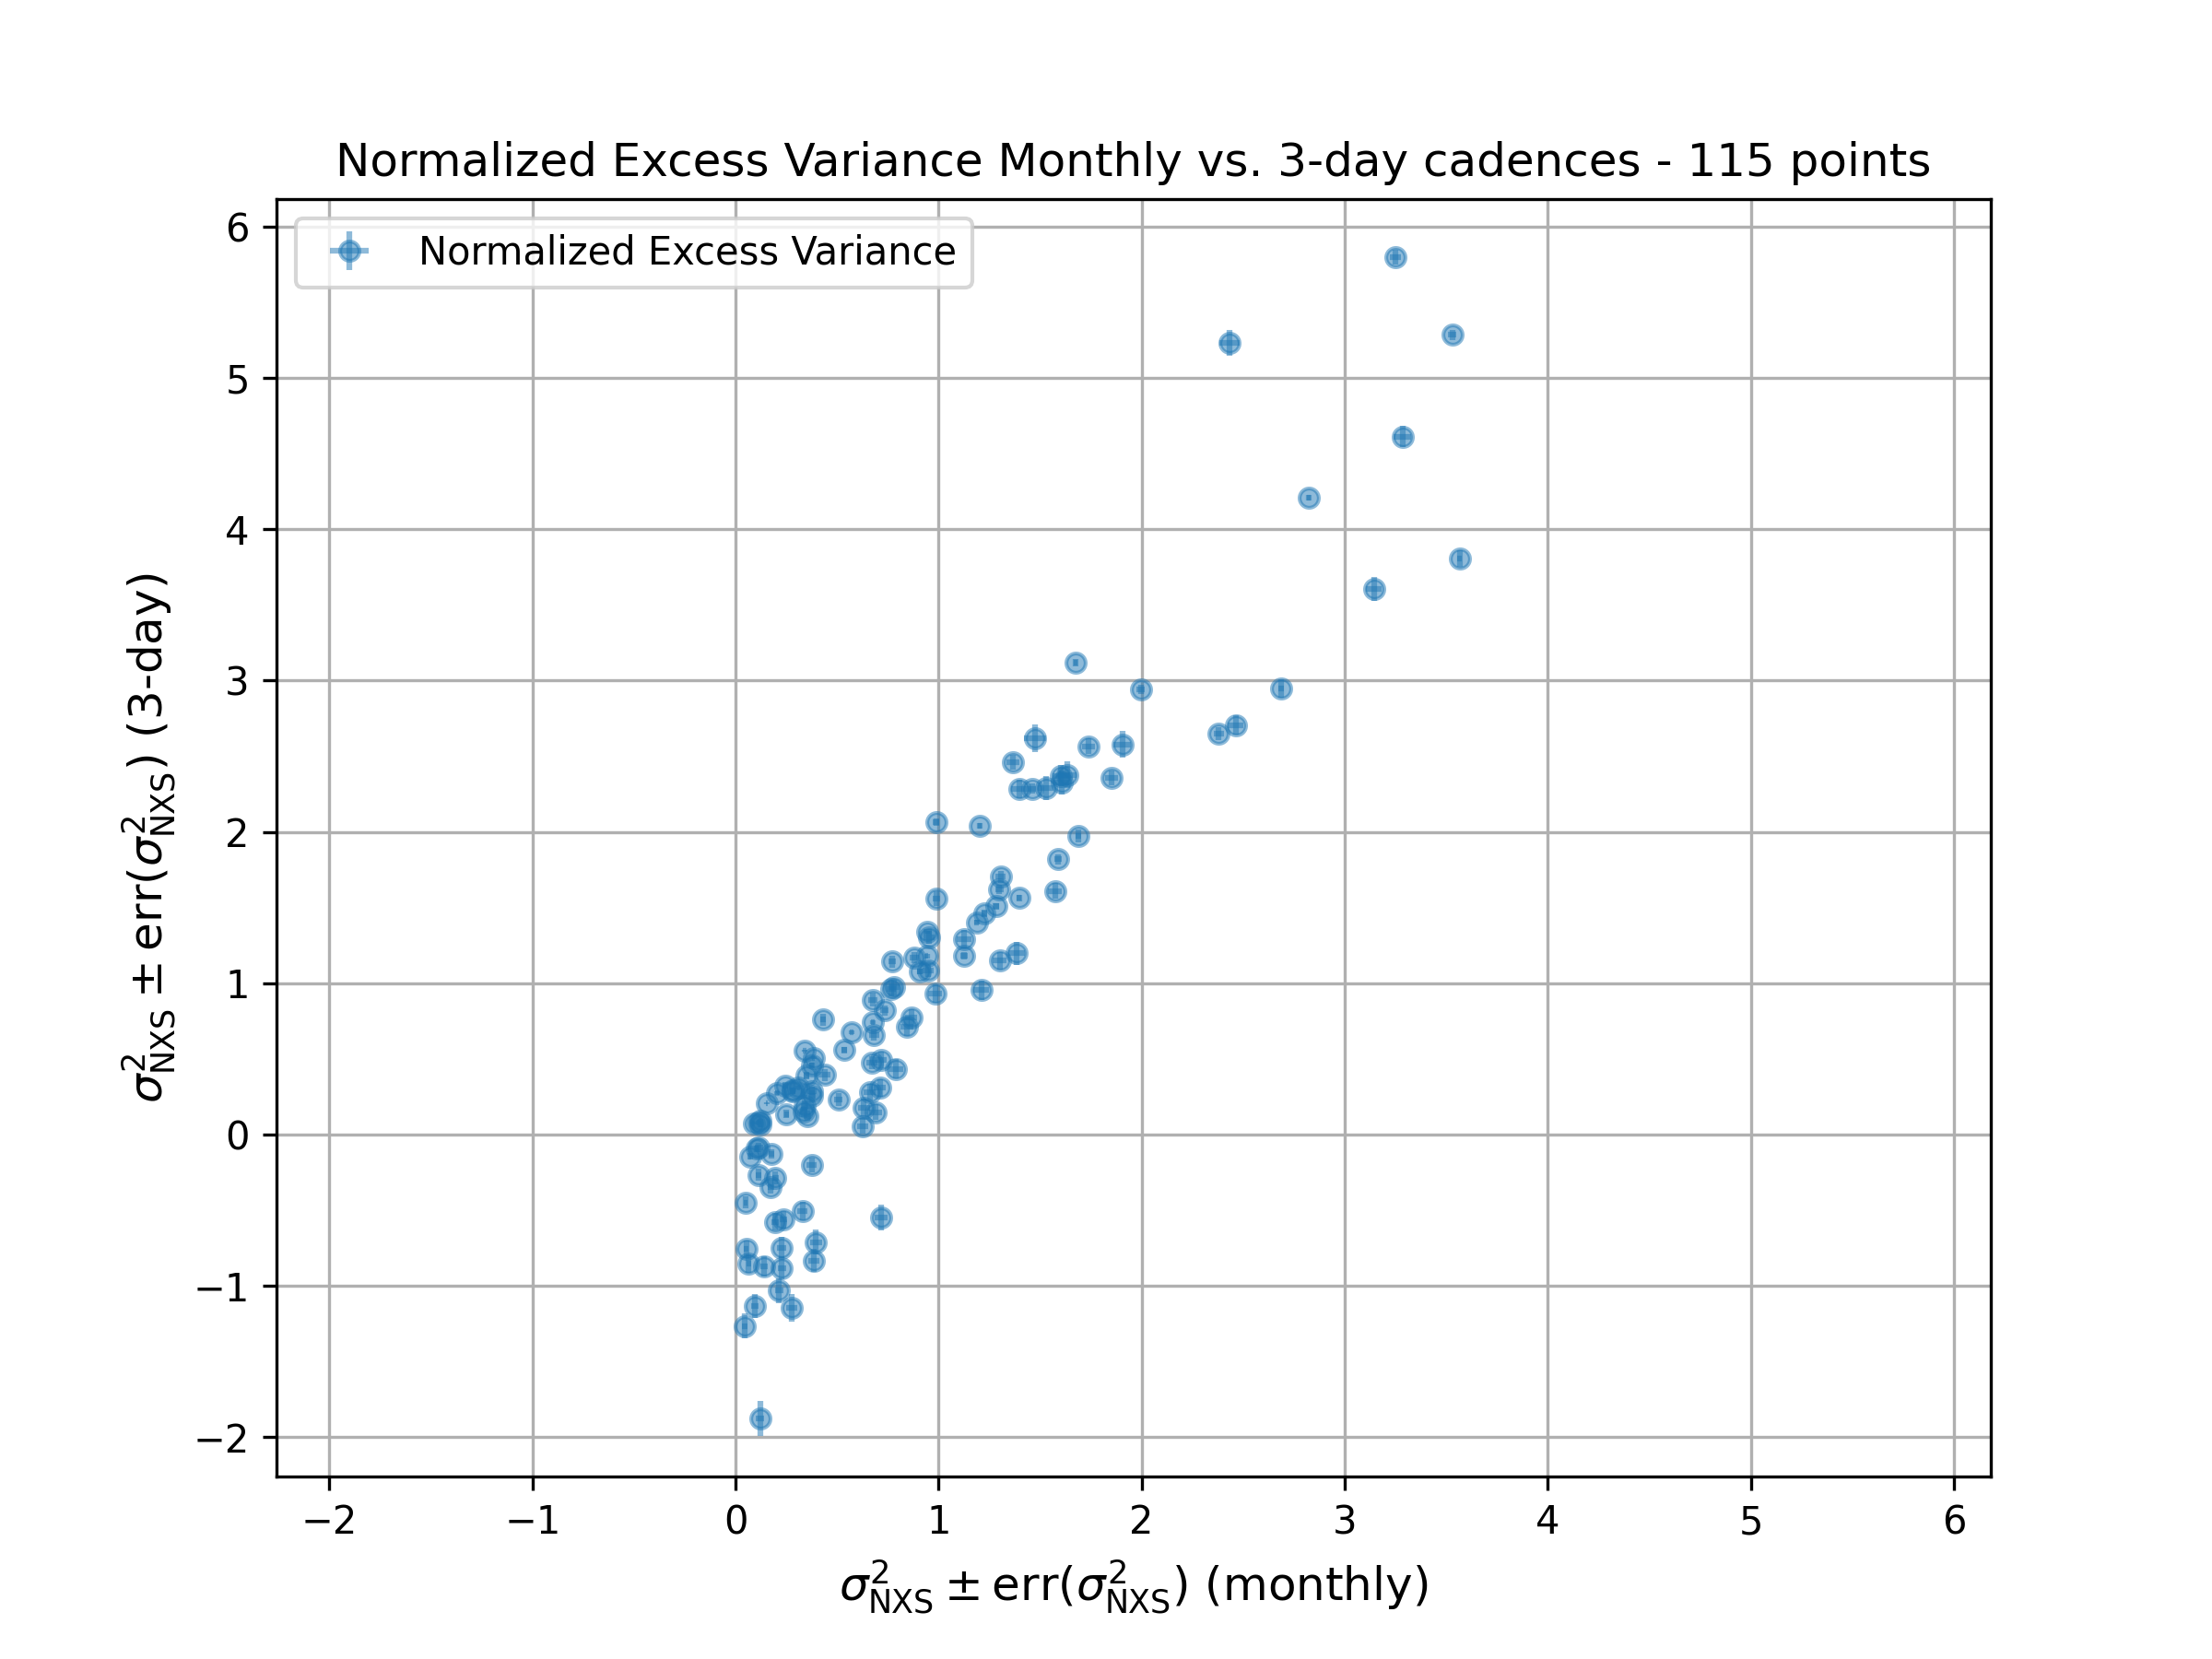 Normalized Excess Variance Monthly vs. 3-day cadences - 115 points
Normalized Excess Variance
6
5
4
3
2
1
0
−1
−2
σ²NXS ± err(σ²NXS) (3-day)
−2 −1 0 1 2 3 4 5 6
σ²NXS ± err(σ²NXS) (monthly)